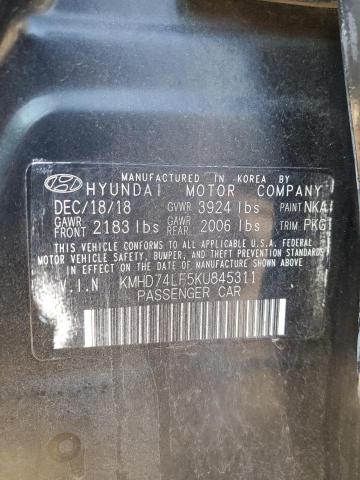 MANUFACTURED IN KOREA BY
HYUNDAI MOTOR COMPANY
DEC/18/18 GVWR 3924 lbs PAINT NKA
GAWR FRONT 2183 lbs GAWR REAR 2006 lbs TRIM PKG
THIS VEHICLE CONFORMS TO ALL APPLICABLE U.S.A. FEDERAL
MOTOR VEHICLE SAFETY, BUMPER, AND THEFT PREVENTION STANDARDS
IN EFFECT ON THE DATE OF MANUFACTURE SHOWN ABOVE.
V.I.N KMHD74LF5KU845311
PASSENGER CAR